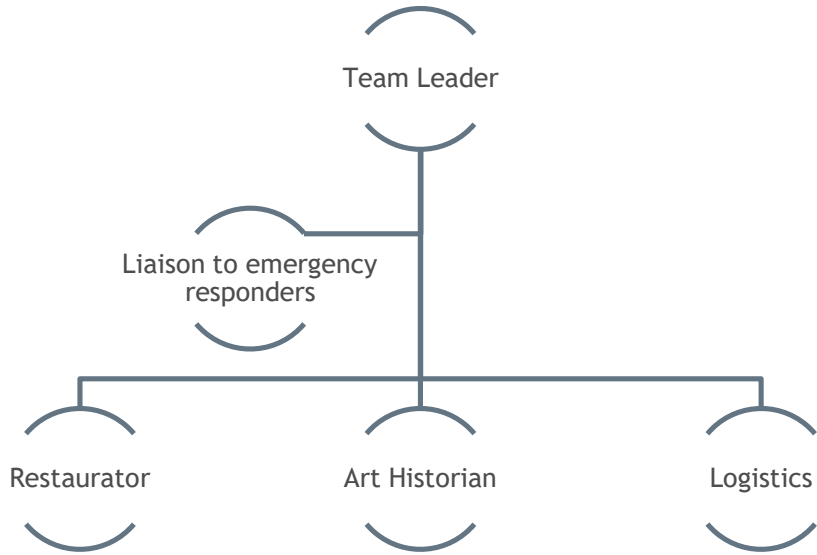 Team Leader
Liaison to emergency
responders
Restaurator
Art Historian
Logistics